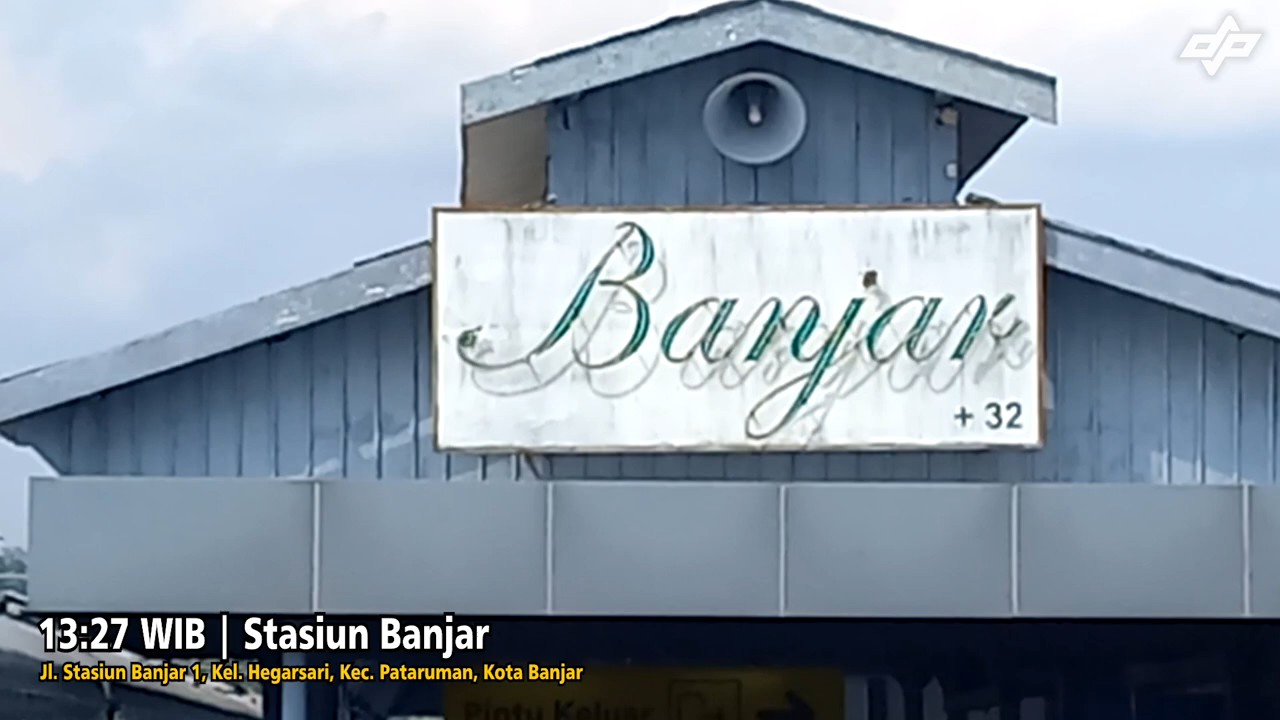 Banjar
+ 32
13:27 WIB | Stasiun Banjar
Jl. Stasiun Banjar 1, Kel. Hegarsari, Kec. Pataruman, Kota Banjar
Pintu Keluar